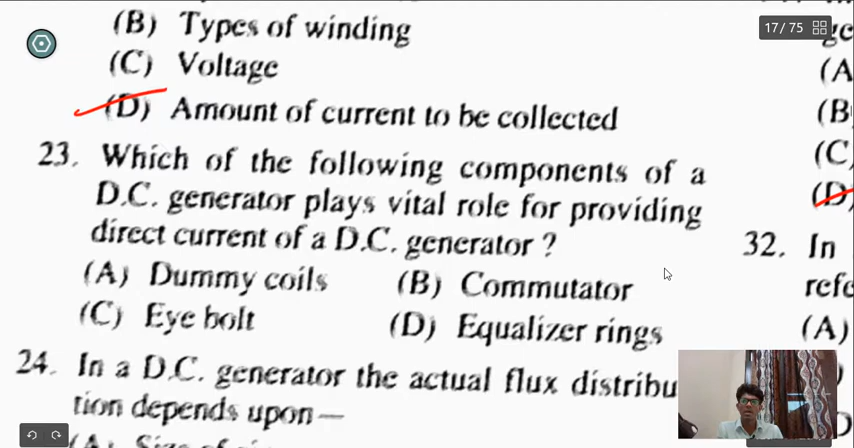 (B) Types of winding
(C) Voltage
(D) Amount of current to be collected
23. Which of the following components of a
D.C. generator plays vital role for providing
direct current of a D.C. generator ?
(A) Dummy coils (B) Commutator
(C) Eye bolt (D) Equalizer rings
24. In a D.C. generator the actual flux distribu
tion depends upon—
(A)
17/75
ge
(A
(B
(C
(D)
32. In
refe
(A)